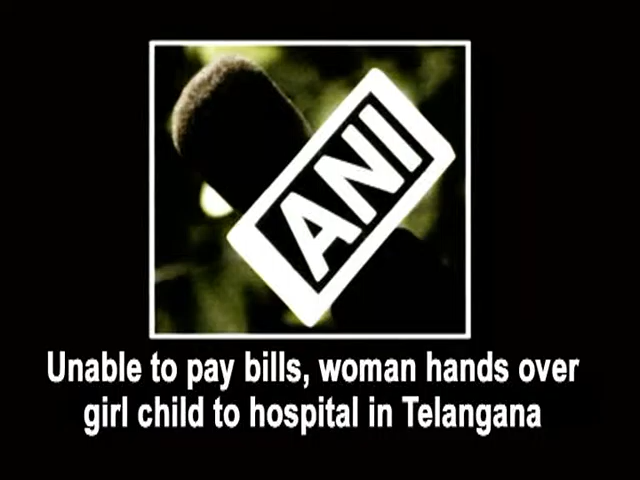 ANI
Unable to pay bills, woman hands over
girl child to hospital in Telangana